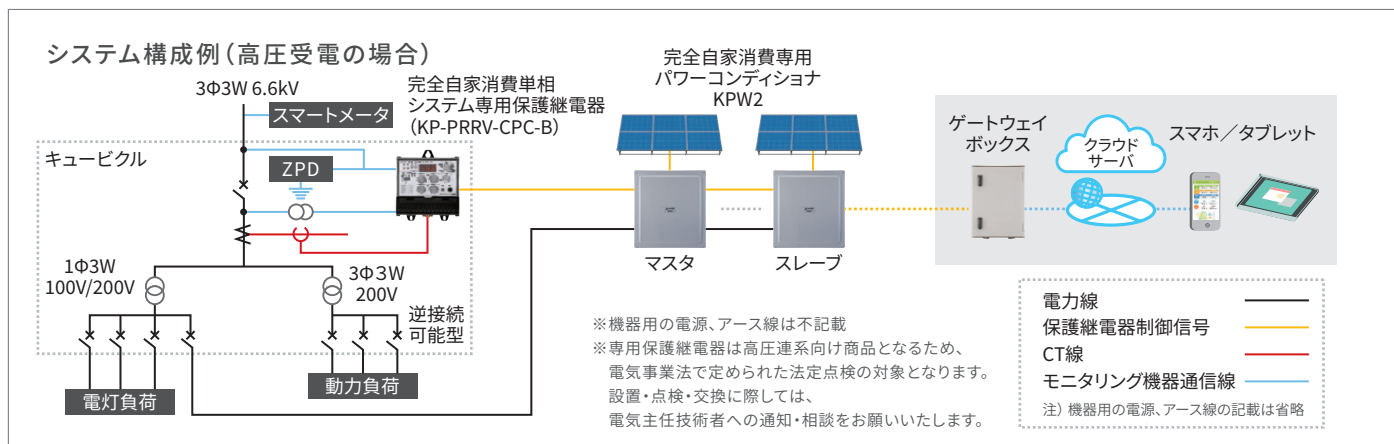 システム構成例（高圧受電の場合）
3Φ3W 6.6kV
スマートメータ
完全自家消費単相
システム専用保護継電器
（KP-PRRV-CPC-B）
キュービクル
ZPD
1Φ3W
100V/200V
3Φ3W
200V
逆接続
可能型
電灯負荷
動力負荷
完全自家消費専用
パワーコンディショナ
KPW2
マスタ
スレーブ
ゲートウェイ
ボックス
クラウド
サーバ
スマホ／タブレット
※機器用の電源、アース線は不記載
※専用保護継電器は高圧連系向け商品となるため、
電気事業法で定められた法定点検の対象となります。
設置・点検・交換に際しては、
電気主任技術者への通知・相談をお願いいたします。
電力線
保護継電器制御信号
CT線
モニタリング機器通信線
注）機器用の電源、アース線の記載は省略